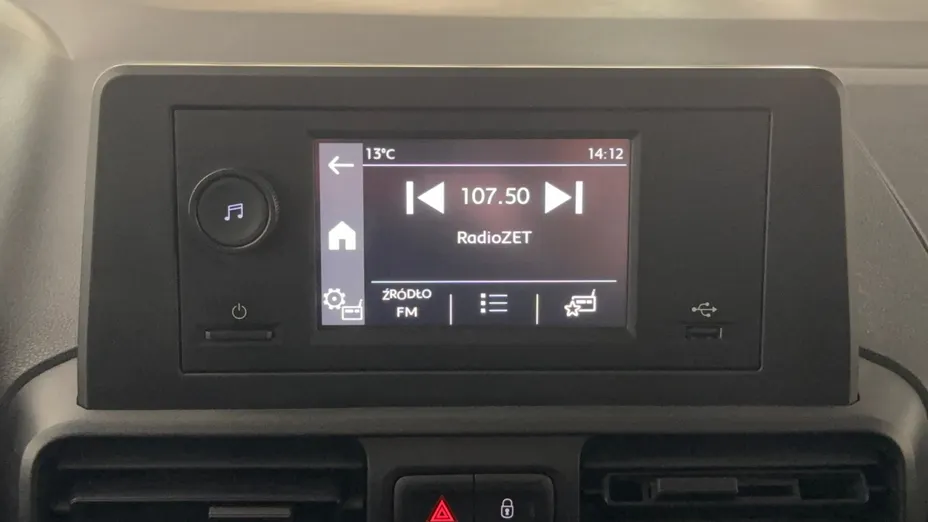 13°C 14:12
107.50
RadioZET
ŹRÓDŁO
FM